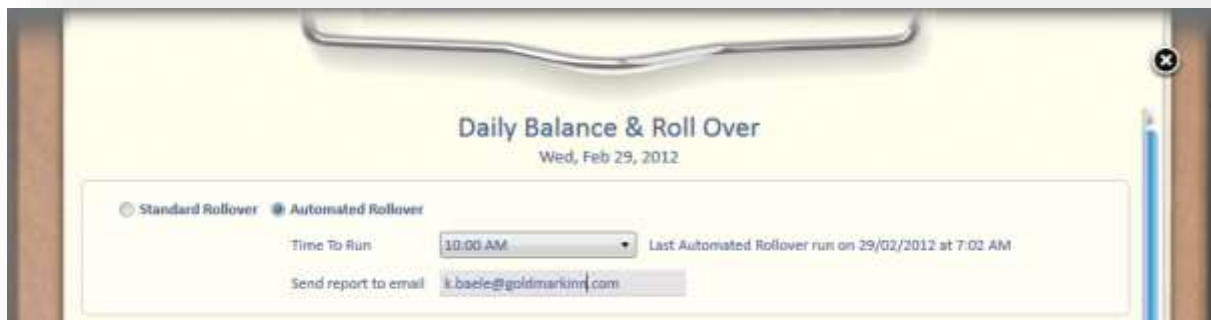 Daily Balance & Roll Over
Wed, Feb 29, 2012
Standard Rollover Automated Rollover
Time To Run 10:00 AM Last Automated Rollover run on 29/02/2012 at 7:02 AM
Send report to email k.baele@goldmarkinn.com